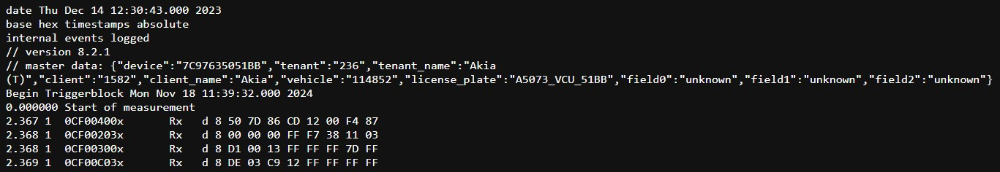 date Thu Dec 14 12:30:43.000 2023
base hex timestamps absolute
internal events logged
// version 8.2.1
// master data: {"device":"7C97635051BB","tenant":"236","tenant_name":"Akia
(T)","client":"1582","client_name":"Akia","vehicle":"114852","license_plate":"A5073_VCU_51BB","field0":"unknown","field1":"unknown","field2":"unknown"}
Begin Triggerblock Mon Nov 18 11:39:32.000 2024
0.000000 Start of measurement
2.367 1  0CF00400x       Rx   d 8 50 7D 86 CD 12 00 F4 87
2.368 1  0CF00203x       Rx   d 8 00 00 00 FF F7 38 11 03
2.368 1  0CF00300x       Rx   d 8 D1 00 13 FF FF FF 7D FF
2.369 1  0CF00C03x       Rx   d 8 DE 03 C9 12 FF FF FF FF